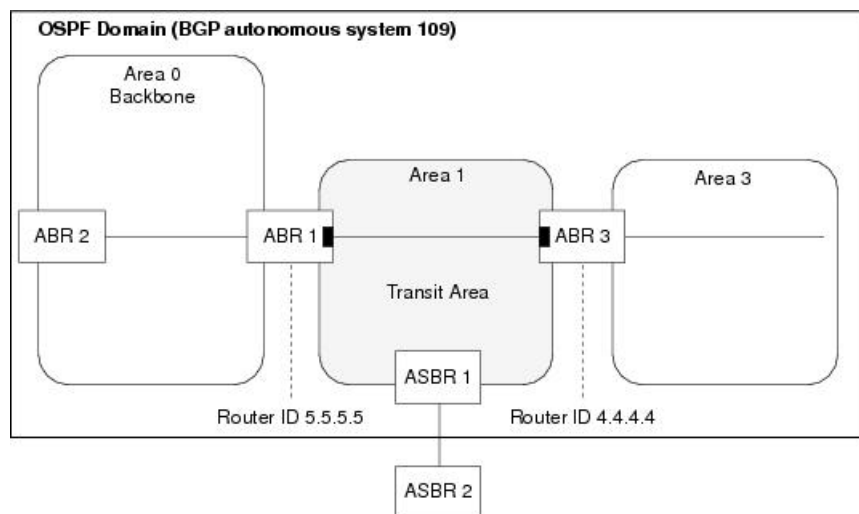 OSPF Domain (BGP autonomous system 109)
Area 0
Backbone
Area 1
Area 3
ABR 2
ABR 1
ABR 3
Transit Area
ASBR 1
Router ID 5.5.5.5
Router ID 4.4.4.4
ASBR 2